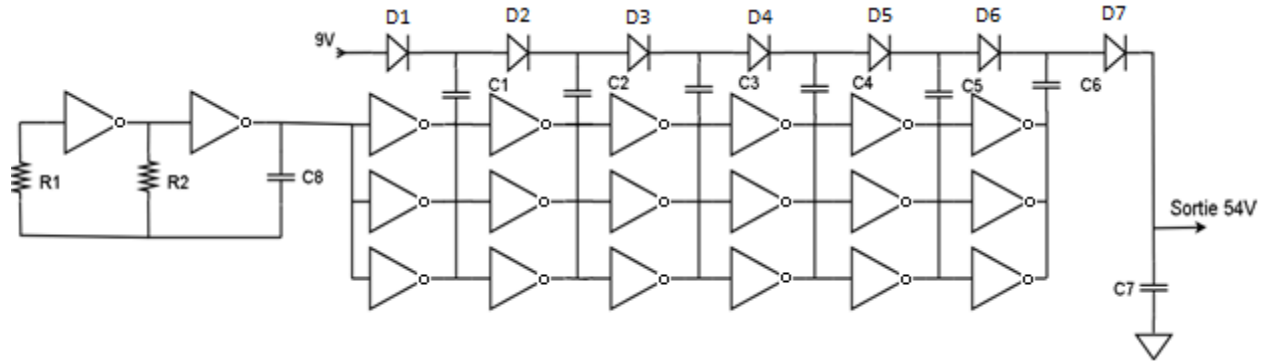 D1 D2 D3 D4 D5 D6 D7
9V
C1 C2 C3 C4 C5 C6
R1 R2 C8
Sortie 54V
C7